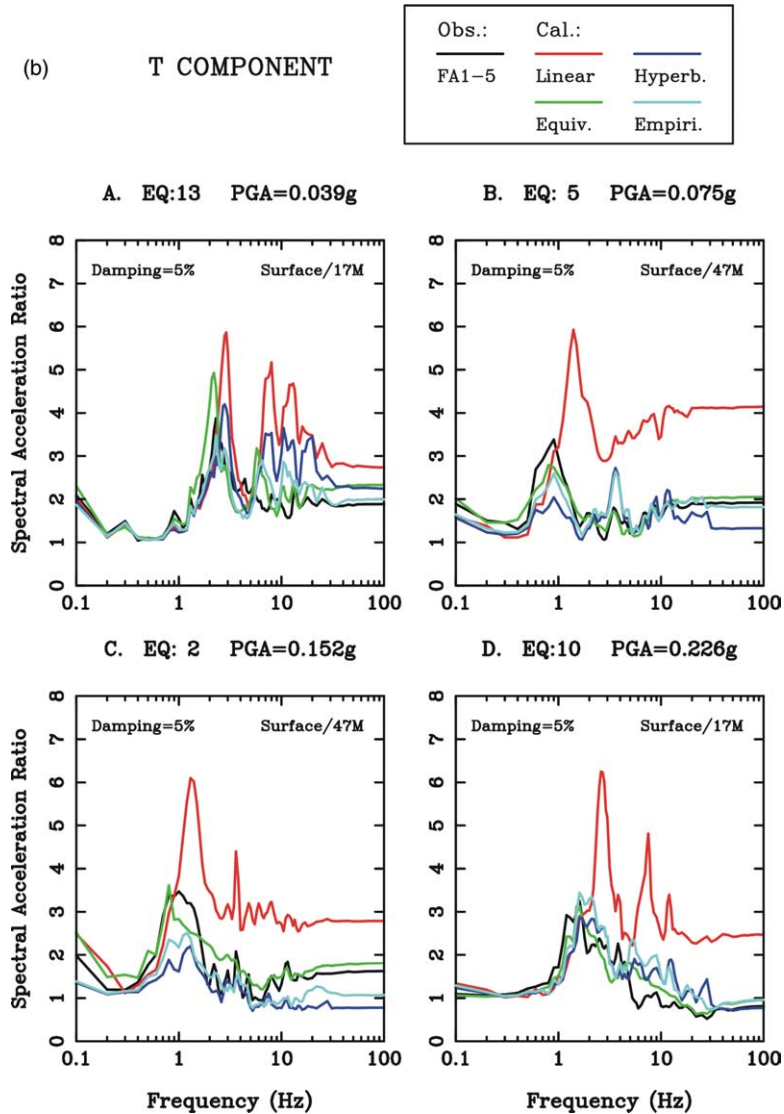 (b) T COMPONENT
Obs.: Cal.:
FA1-5 Linear Hyperb.
Equiv. Empiri.
A. EQ:13 PGA=0.039g
Damping=5% Surface/17M
Spectral Acceleration Ratio
8
7
6
5
4
3
2
1
0
0.1 1 10 100
B. EQ: 5 PGA=0.075g
Damping=5% Surface/47M
8
7
6
5
4
3
2
1
0
0.1 1 10 100
C. EQ: 2 PGA=0.152g
Damping=5% Surface/47M
Spectral Acceleration Ratio
8
7
6
5
4
3
2
1
0
0.1 1 10 100
Frequency (Hz)
D. EQ:10 PGA=0.226g
Damping=5% Surface/17M
8
7
6
5
4
3
2
1
0
0.1 1 10 100
Frequency (Hz)